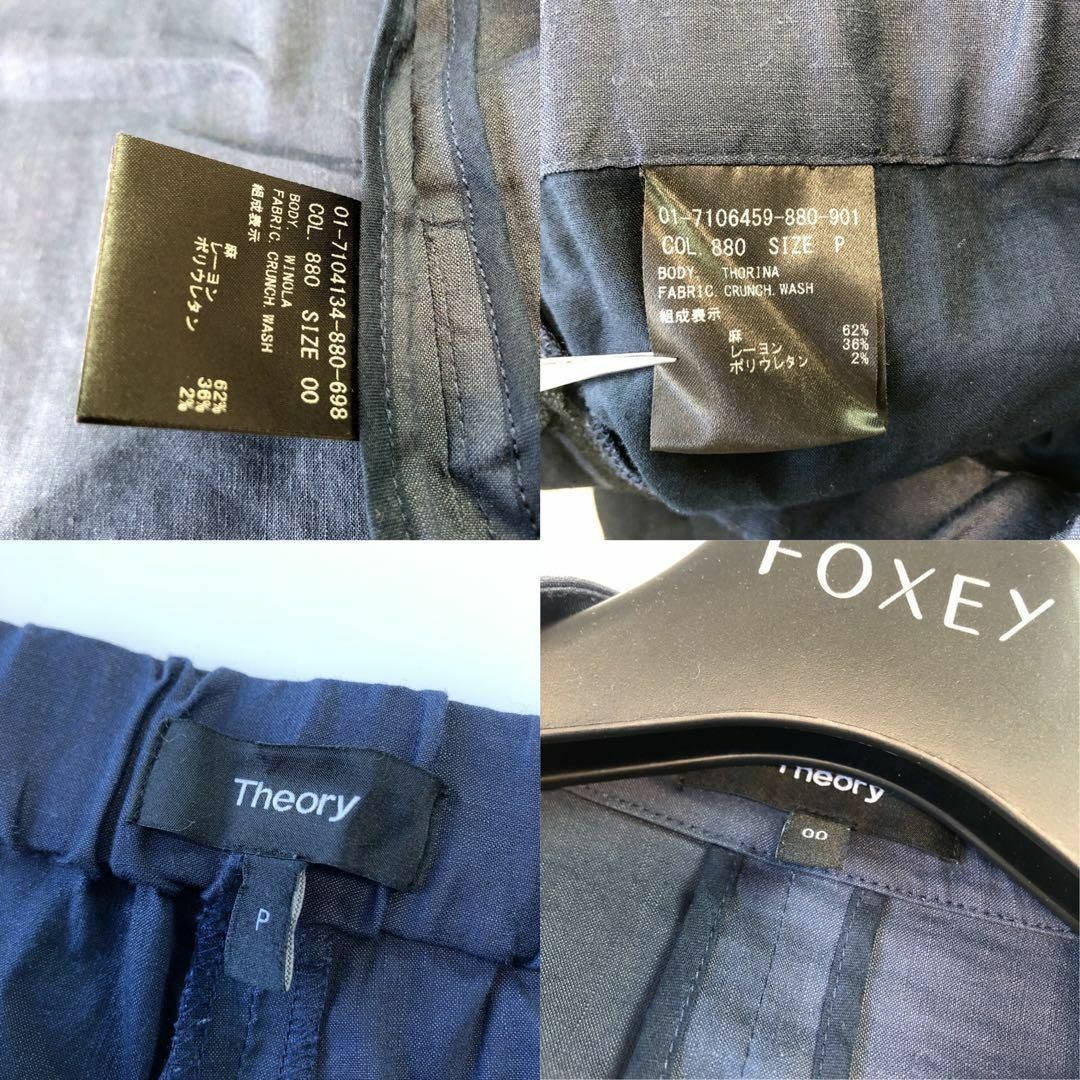 01-7104134-880-698
COL. 880 SIZE 00
BODY. WINOLA
FABRIC. CRUNCH. WASH
組成表示
麻 62%
レーヨン 36%
ポリウレタン 2%
01-7106459-880-901
COL. 880 SIZE P
BODY. THORINA
FABRIC. CRUNCH. WASH
組成表示
麻 62%
レーヨン 36%
ポリウレタン 2%
Theory
P
FOXEY
Theory
00